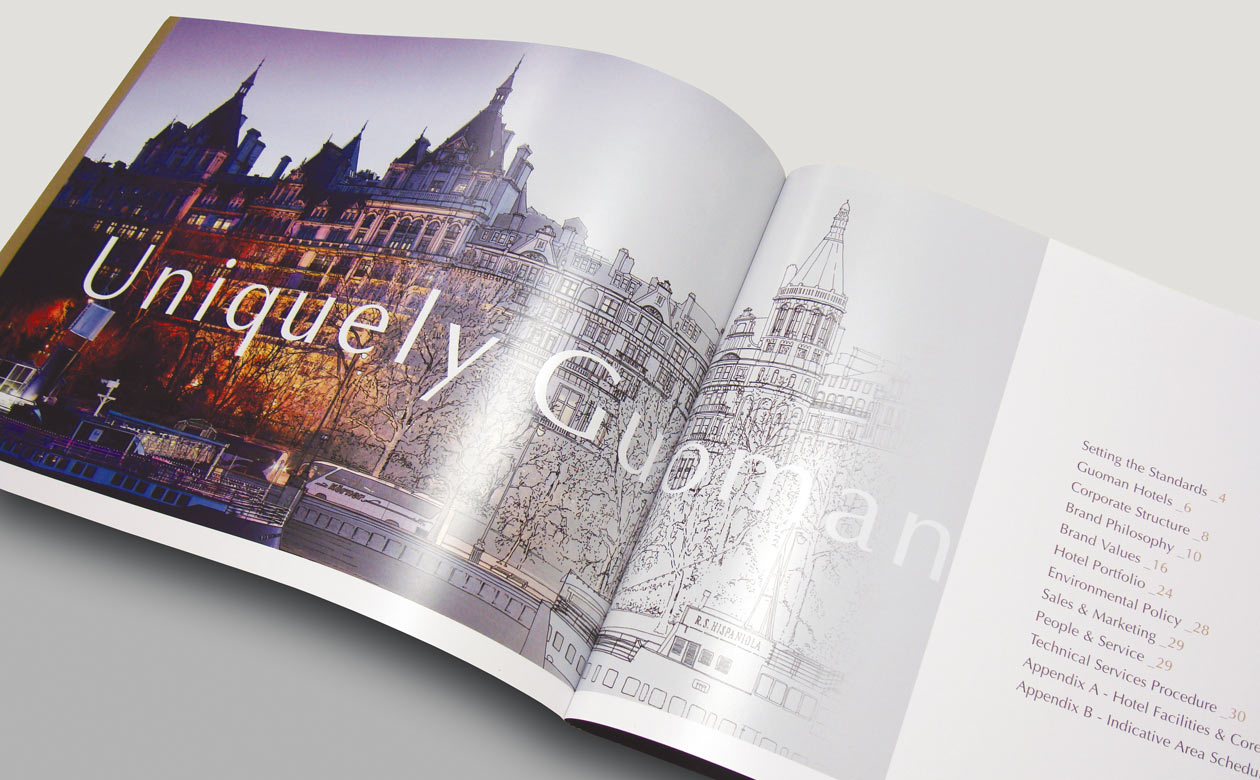 Uniquely Guoman
R.S. HISPANIOLA
Setting the Standards _4
Guoman Hotels _6
Corporate Structure _8
Brand Philosophy _10
Brand Values _16
Hotel Portfolio _24
Environmental Policy _28
Sales & Marketing _29
People & Service _29
Technical Services Procedure _30
Appendix A - Hotel Facilities & Core
Appendix B - Indicative Area Schedu